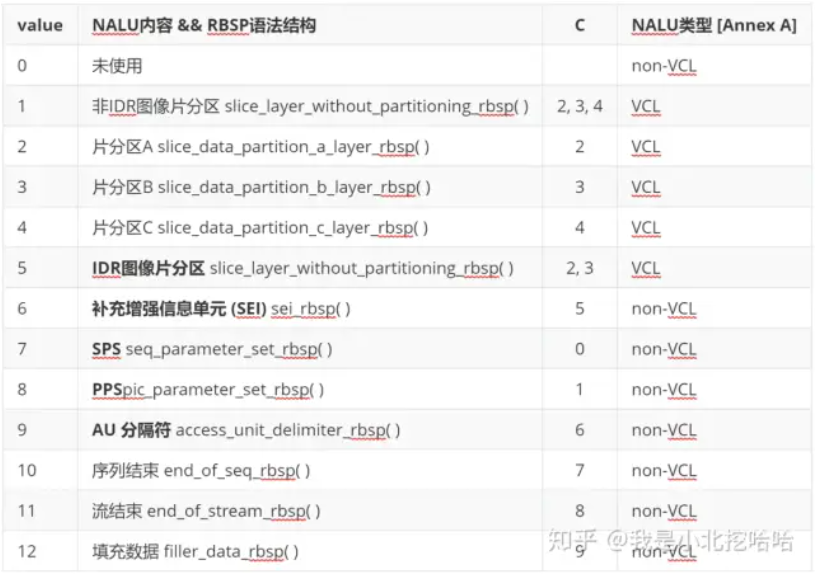 value NALU内容 && RBSP语法结构 C NALU类型 [Annex A]
0 未使用 non-VCL
1 非IDR图像片分区 slice_layer_without_partitioning_rbsp( ) 2, 3, 4 VCL
2 片分区A slice_data_partition_a_layer_rbsp( ) 2 VCL
3 片分区B slice_data_partition_b_layer_rbsp( ) 3 VCL
4 片分区C slice_data_partition_c_layer_rbsp( ) 4 VCL
5 IDR图像片分区 slice_layer_without_partitioning_rbsp( ) 2, 3 VCL
6 补充增强信息单元 (SEI) sei_rbsp( ) 5 non-VCL
7 SPS seq_parameter_set_rbsp( ) 0 non-VCL
8 PPSpic_parameter_set_rbsp( ) 1 non-VCL
9 AU 分隔符 access_unit_delimiter_rbsp( ) 6 non-VCL
10 序列结束 end_of_seq_rbsp( ) 7 non-VCL
11 流结束 end_of_stream_rbsp( ) 8 non-VCL
12 填充数据 filler_data_rbsp( ) 9 non-VCL
知乎 @我是小北挖哈哈